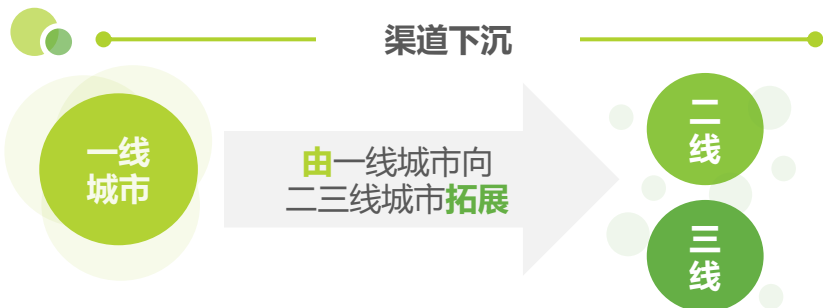 渠道下沉
一线
城市
由一线城市向
二三线城市拓展
二
线
三
线